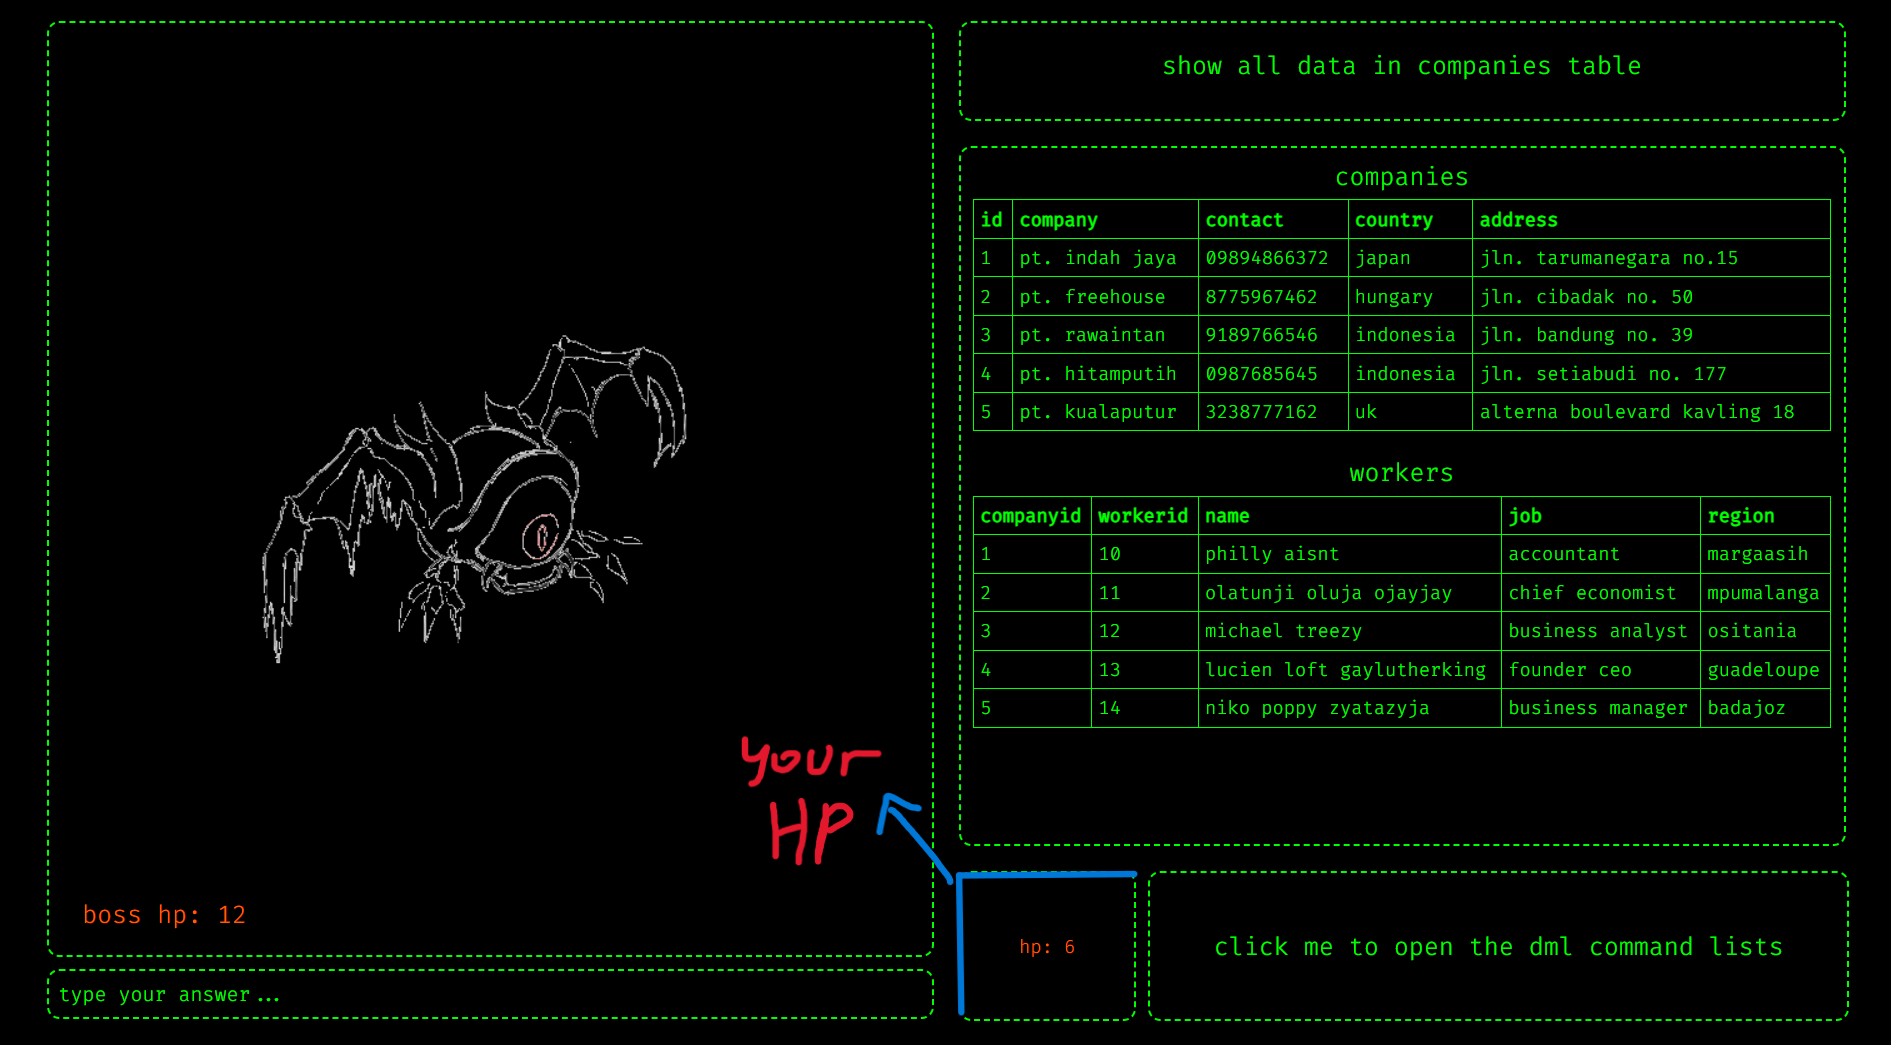 show all data in companies table
companies
id company contact country address
1 pt. indah jaya 09894866372 japan jln. tarumanegara no.15
2 pt. freehouse 8775967462 hungary jln. cibadak no. 50
3 pt. rawaintan 9189766546 indonesia jln. bandung no. 39
4 pt. hitamputih 0987685645 indonesia jln. setiabudi no. 177
5 pt. kualaputur 3238777162 uk alterna boulevard kavling 18
workers
companyid workerid name job region
1 10 philly aisnt accountant margaasih
2 11 olatunji oluja ojayjay chief economist mpumalanga
3 12 michael treezy business analyst ositania
4 13 lucien loft gaylutherking founder ceo guadeloupe
5 14 niko poppy zyatazyja business manager badajoz
your
HP
boss hp: 12
type your answer...
hp: 6
click me to open the dml command lists